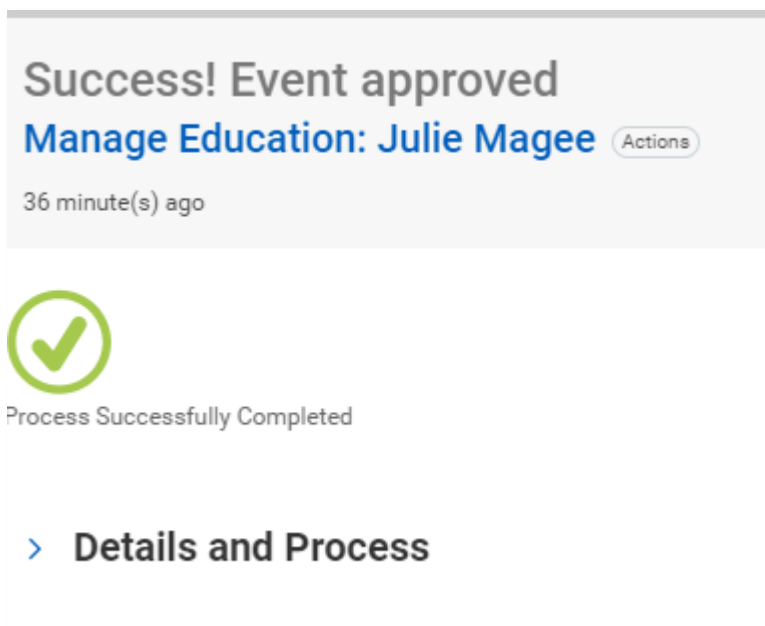 Success! Event approved
Manage Education: Julie Magee Actions
36 minute(s) ago
Process Successfully Completed
Details and Process